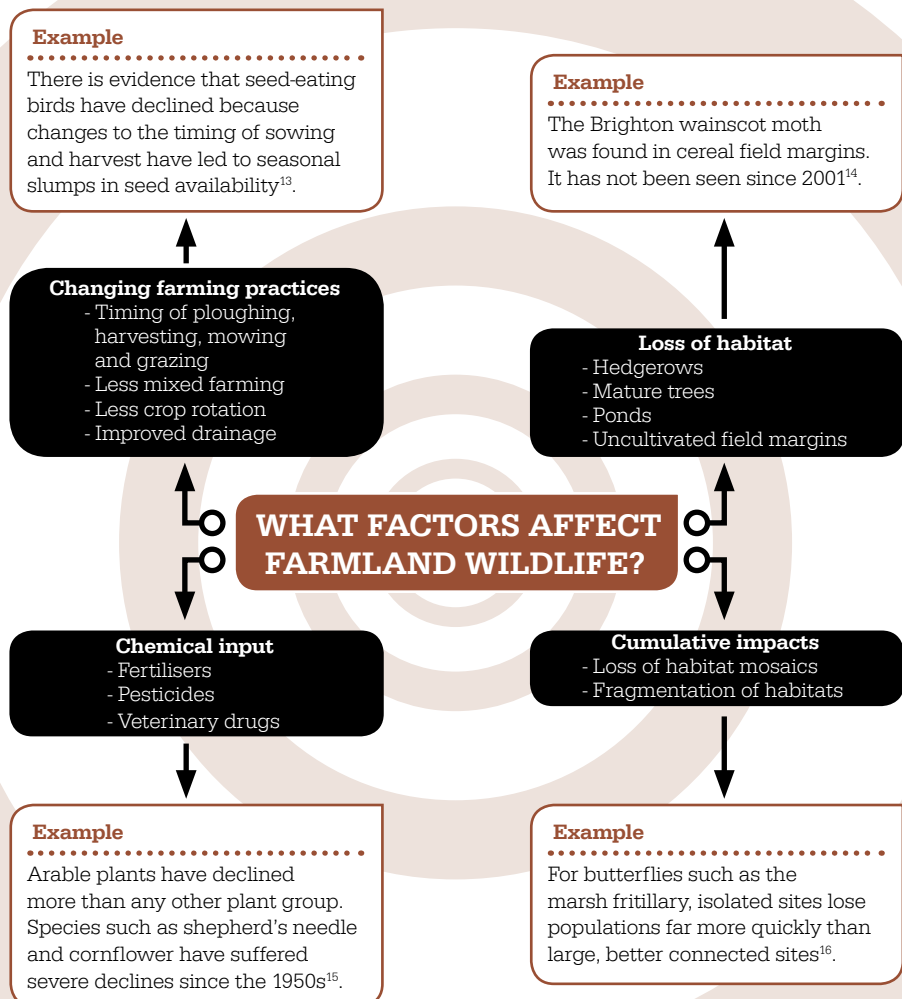 Example
There is evidence that seed-eating
birds have declined because
changes to the timing of sowing
and harvest have led to seasonal
slumps in seed availability¹³.
Example
The Brighton wainscot moth
was found in cereal field margins.
It has not been seen since 2001¹⁴.
Changing farming practices
- Timing of ploughing,
harvesting, mowing
and grazing
- Less mixed farming
- Less crop rotation
- Improved drainage
Loss of habitat
- Hedgerows
- Mature trees
- Ponds
- Uncultivated field margins
WHAT FACTORS AFFECT
FARMLAND WILDLIFE?
Chemical input
- Fertilisers
- Pesticides
- Veterinary drugs
Cumulative impacts
- Loss of habitat mosaics
- Fragmentation of habitats
Example
Arable plants have declined
more than any other plant group.
Species such as shepherd's needle
and cornflower have suffered
severe declines since the 1950s¹⁵.
Example
For butterflies such as the
marsh fritillary, isolated sites lose
populations far more quickly than
large, better connected sites¹⁶.